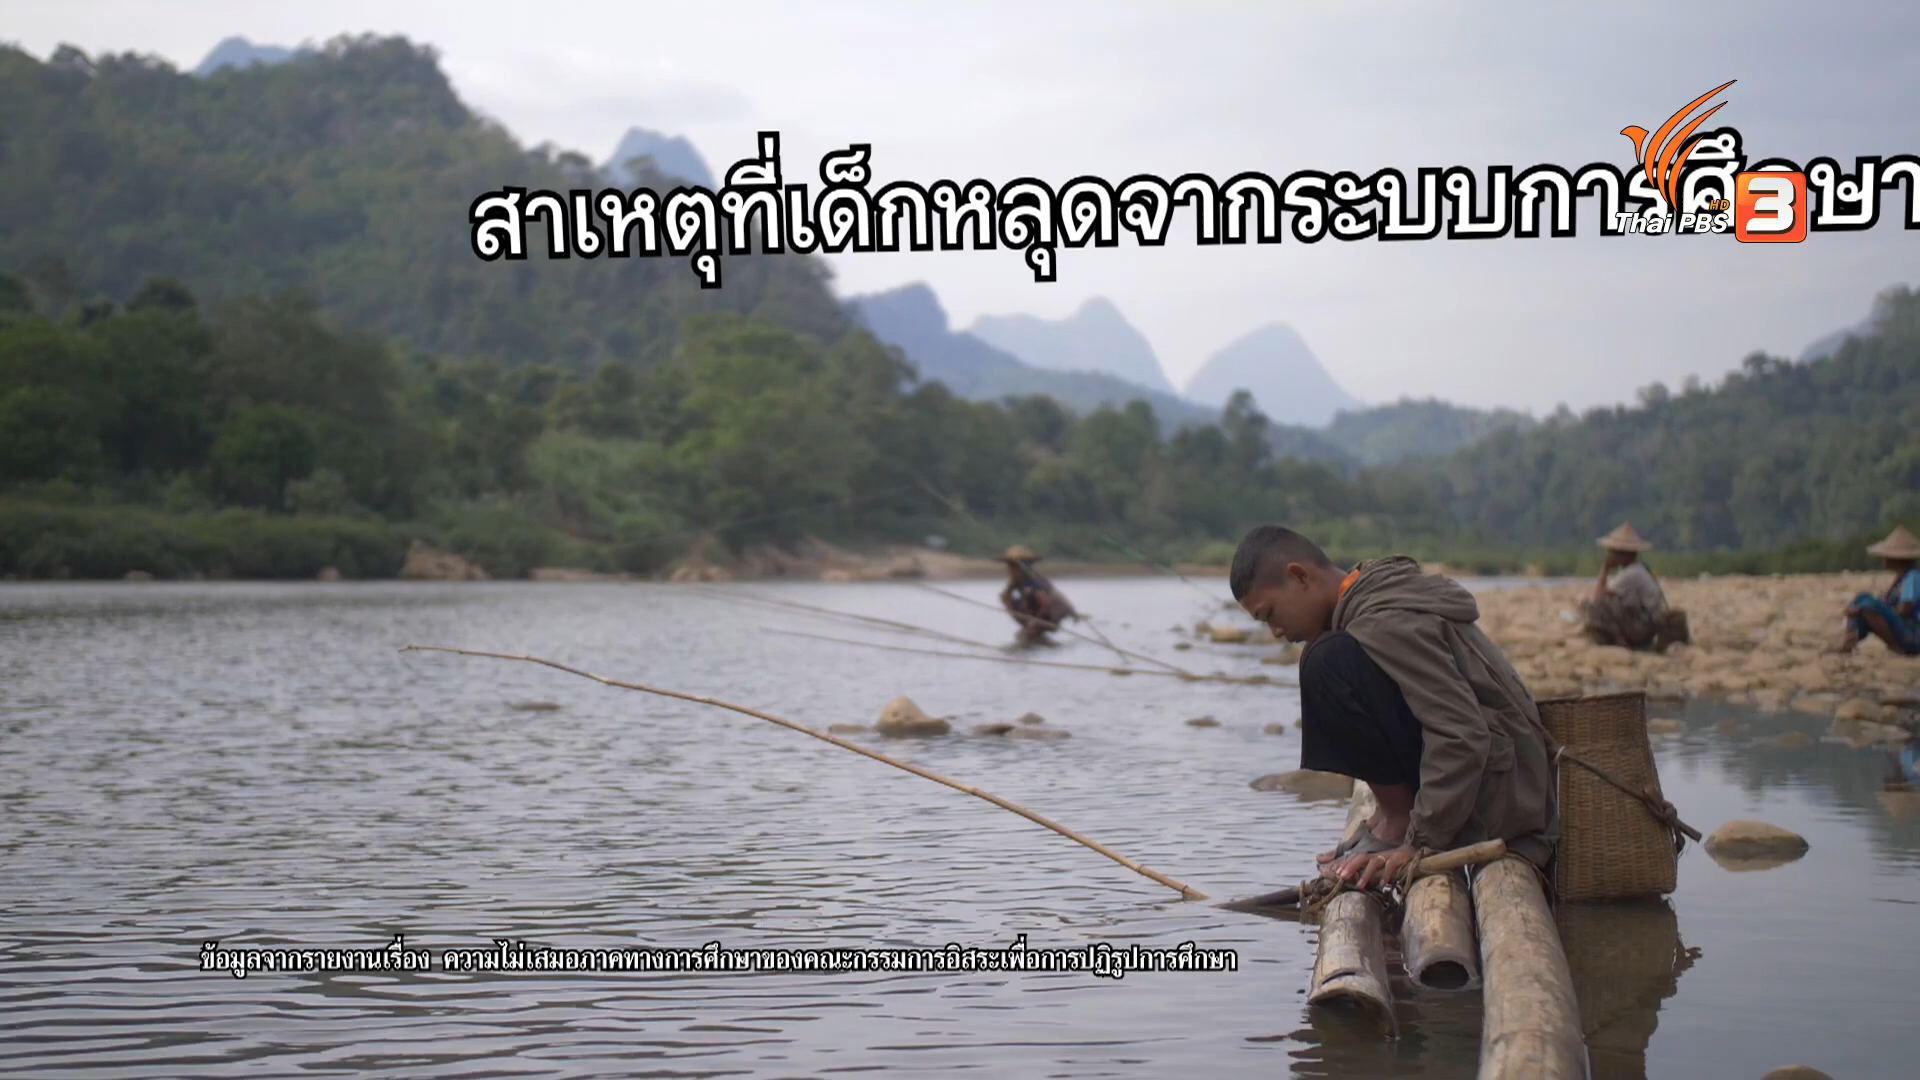 สาเหตุที่เด็กหลุดจากระบบการศึกษา
HD
Thai PBS 3
ข้อมูลจากรายงานเรื่อง ความไม่เสมอภาคทางการศึกษาของคณะกรรมการอิสระเพื่อการปฏิรูปการศึกษา